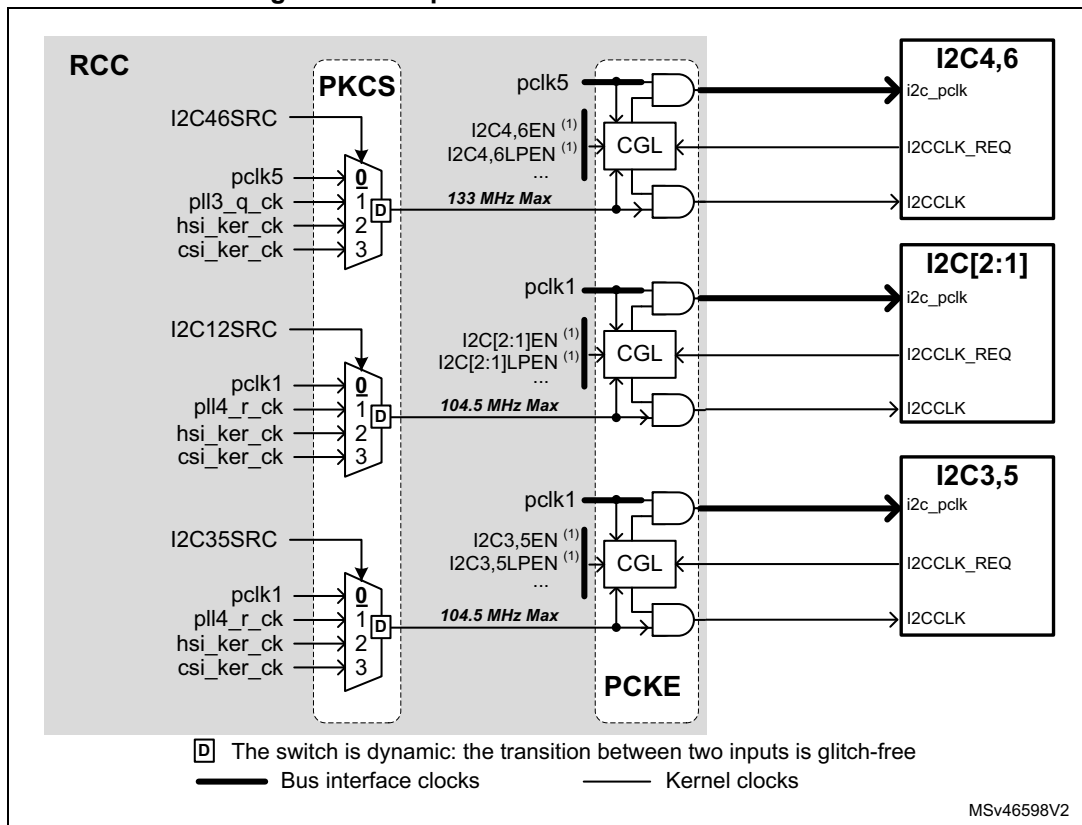 RCC
PKCS
I2C46SRC
pclk5
pll3_q_ck
hsi_ker_ck
csi_ker_ck
0
1
2
3
D
133 MHz Max
pclk5
I2C4,6EN (1)
I2C4,6LPEN (1)
...
CGL
I2C4,6
i2c_pclk
I2CCLK_REQ
I2CCLK
I2C12SRC
pclk1
pll4_r_ck
hsi_ker_ck
csi_ker_ck
0
1
2
3
D
104.5 MHz Max
pclk1
I2C[2:1]EN (1)
I2C[2:1]LPEN (1)
...
CGL
I2C[2:1]
i2c_pclk
I2CCLK_REQ
I2CCLK
I2C35SRC
pclk1
pll4_r_ck
hsi_ker_ck
csi_ker_ck
0
1
2
3
D
104.5 MHz Max
pclk1
I2C3,5EN (1)
I2C3,5LPEN (1)
...
CGL
I2C3,5
i2c_pclk
I2CCLK_REQ
I2CCLK
PCKE
D The switch is dynamic: the transition between two inputs is glitch-free
Bus interface clocks
Kernel clocks
MSv46598V2